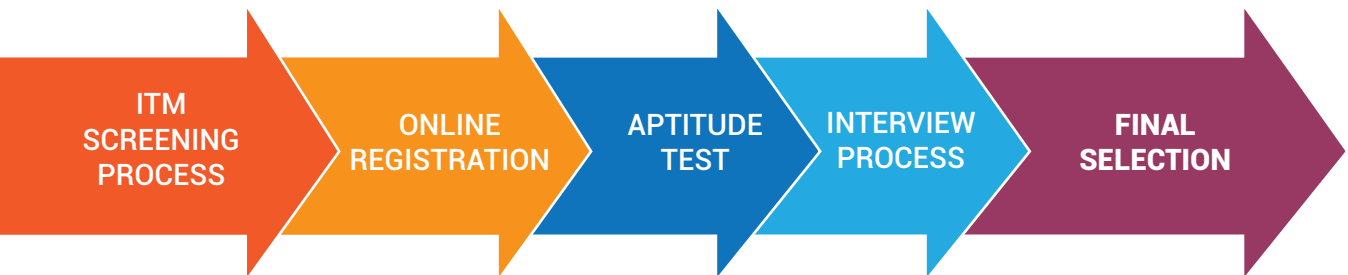 ITM
SCREENING
PROCESS
ONLINE
REGISTRATION
APTITUDE
TEST
INTERVIEW
PROCESS
FINAL
SELECTION